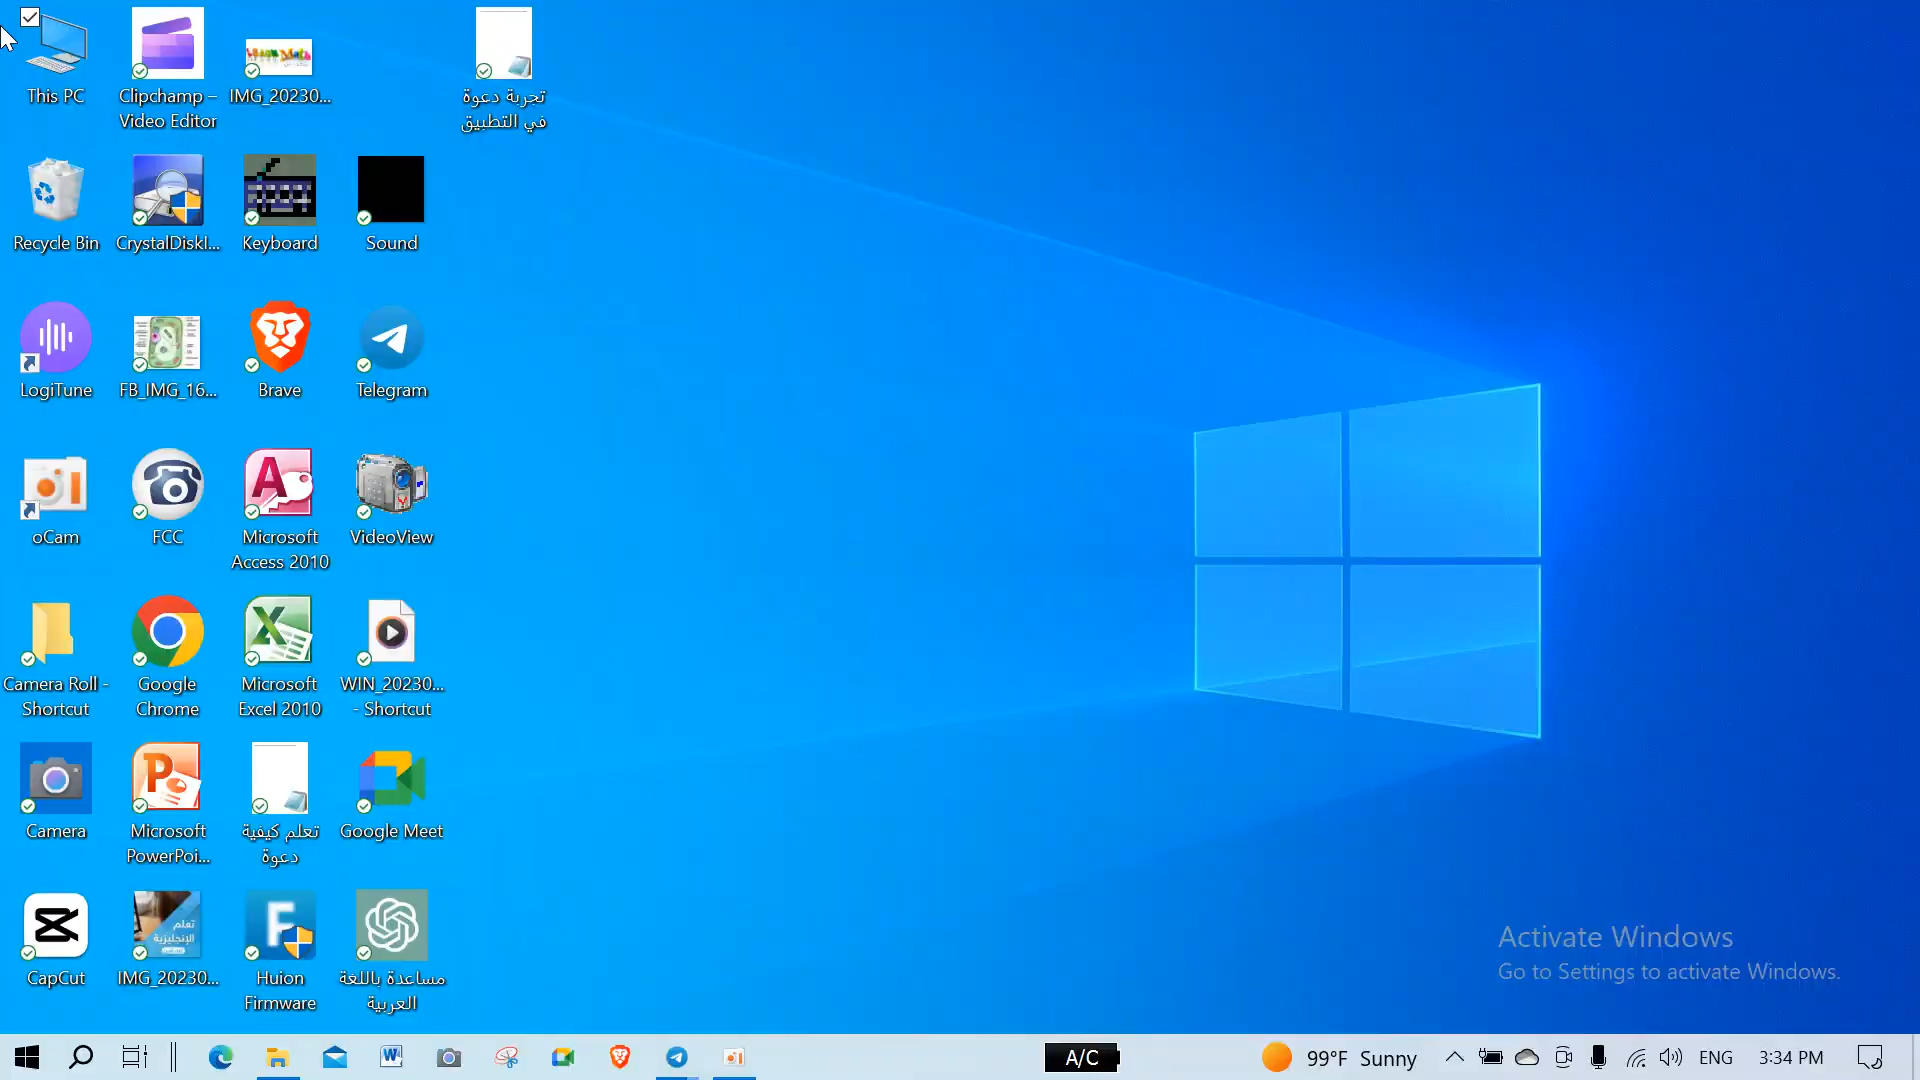 This PC
Clipchamp –
Video Editor
IMG_20230...
تجربة دعوة
في التطبيق
Recycle Bin
CrystalDiskI...
Keyboard
Sound
LogiTune
FB_IMG_16...
Brave
Telegram
oCam
FCC
Microsoft
Access 2010
VideoView
Camera Roll -
Shortcut
Google
Chrome
Microsoft
Excel 2010
WIN_20230...
- Shortcut
Camera
Microsoft
PowerPoi...
تعلم كيفية
دعوة
Google Meet
تعلم
الإنجليزية
CapCut
IMG_20230...
Huion
Firmware
مساعدة باللغة
العربية
Activate Windows
Go to Settings to activate Windows.
A/C
99°F Sunny
ENG
3:34 PM